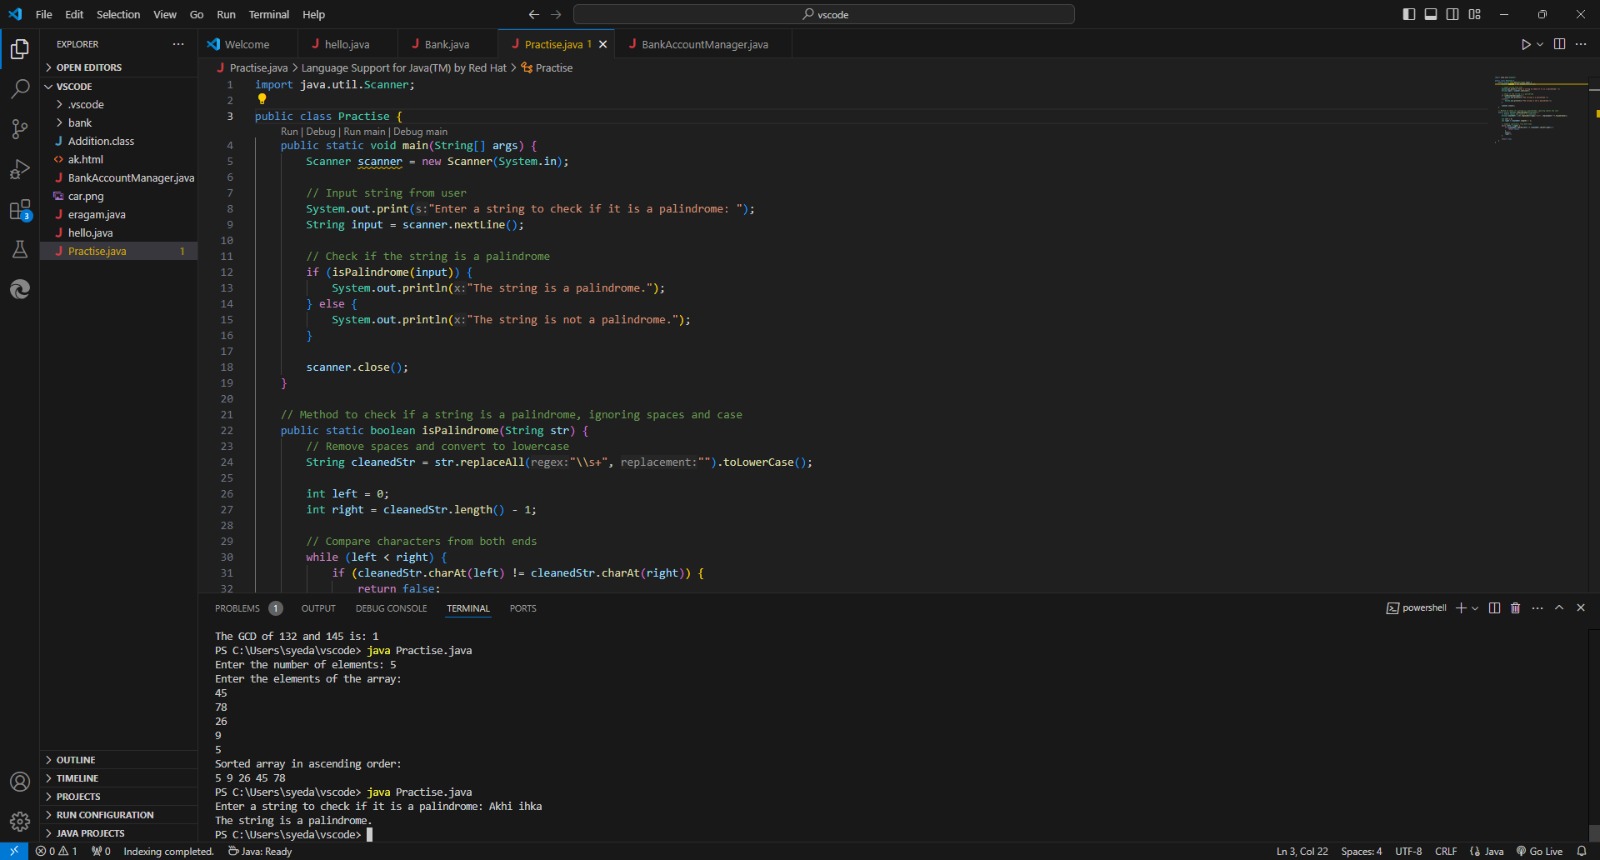 File Edit Selection View Go Run Terminal Help
vscode
EXPLORER
OPEN EDITORS
VSCODE
.vscode
bank
Addition.class
ak.html
BankAccountManager.java
car.png
eragam.java
hello.java
Practise.java 1
3
OUTLINE
TIMELINE
PROJECTS
RUN CONFIGURATION
JAVA PROJECTS
Welcome hello.java Bank.java Practise.java 1 BankAccountManager.java
Practise.java > Language Support for Java(TM) by Red Hat > Practise
1 import java.util.Scanner;
2
3 public class Practise {
Run | Debug | Run main | Debug main
4 public static void main(String[] args) {
5 Scanner scanner = new Scanner(System.in);
6
7 // Input string from user
8 System.out.print(s:"Enter a string to check if it is a palindrome: ");
9 String input = scanner.nextLine();
10
11 // Check if the string is a palindrome
12 if (isPalindrome(input)) {
13 System.out.println(x:"The string is a palindrome.");
14 } else {
15 System.out.println(x:"The string is not a palindrome.");
16 }
17
18 scanner.close();
19 }
20
21 // Method to check if a string is a palindrome, ignoring spaces and case
22 public static boolean isPalindrome(String str) {
23 // Remove spaces and convert to lowercase
24 String cleanedStr = str.replaceAll(regex:"\\s+", replacement:"").toLowerCase();
25
26 int left = 0;
27 int right = cleanedStr.length() - 1;
28
29 // Compare characters from both ends
30 while (left < right) {
31 if (cleanedStr.charAt(left) != cleanedStr.charAt(right)) {
32 return false;
PROBLEMS 1 OUTPUT DEBUG CONSOLE TERMINAL PORTS
powershell
The GCD of 132 and 145 is: 1
PS C:\Users\syeda\vscode> java Practise.java
Enter the number of elements: 5
Enter the elements of the array:
45
78
26
9
5
Sorted array in ascending order:
5 9 26 45 78
PS C:\Users\syeda\vscode> java Practise.java
Enter a string to check if it is a palindrome: Akhi ihka
The string is a palindrome.
PS C:\Users\syeda\vscode>
0 1 0 Indexing completed. Java: Ready
Ln 3, Col 22 Spaces: 4 UTF-8 CRLF Java Go Live